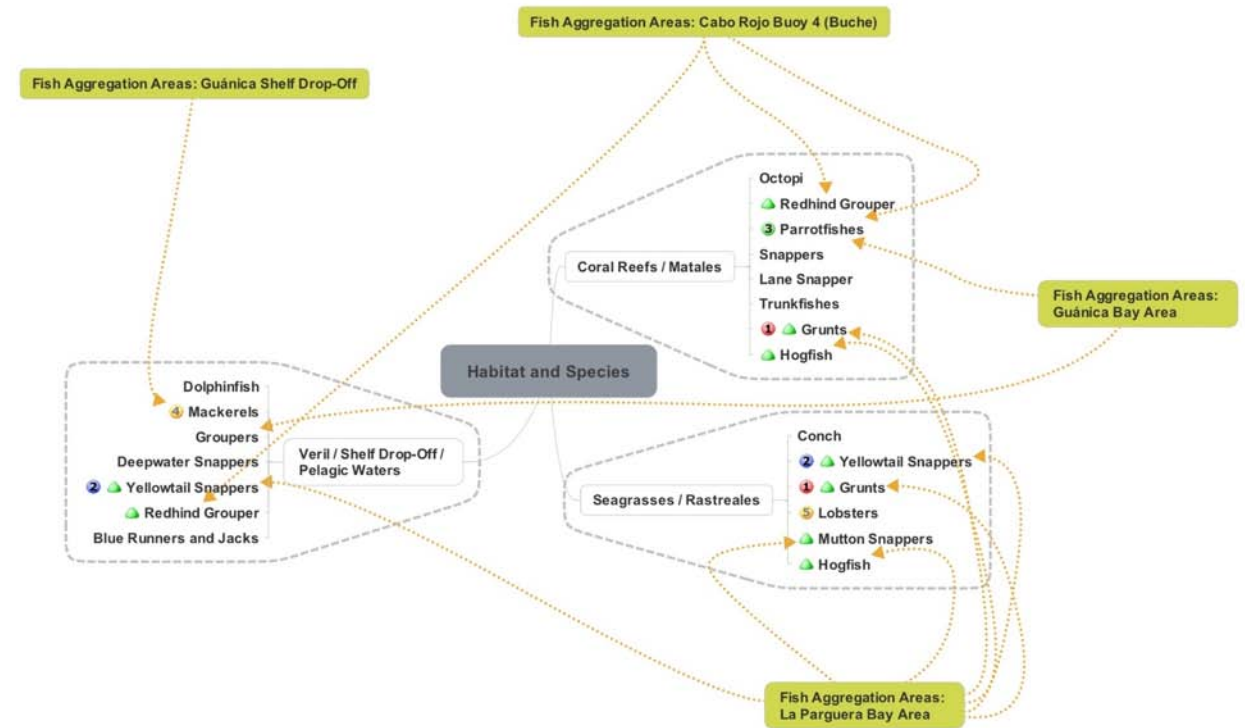 Fish Aggregation Areas: Cabo Rojo Buoy 4 (Buche)
Fish Aggregation Areas: Guánica Shelf Drop-Off
Octopi
Redhind Grouper
3 Parrotfishes
Coral Reefs / Matales
Snappers
Lane Snapper
Trunkfishes
1 Grunts
Hogfish
Fish Aggregation Areas:
Guánica Bay Area
Habitat and Species
Dolphinfish
4 Mackerels
Groupers
Deepwater Snappers
2 Yellowtail Snappers
Redhind Grouper
Blue Runners and Jacks
Veril / Shelf Drop-Off /
Pelagic Waters
Seagrasses / Rastreales
Conch
2 Yellowtail Snappers
1 Grunts
5 Lobsters
Mutton Snappers
Hogfish
Fish Aggregation Areas:
La Parguera Bay Area